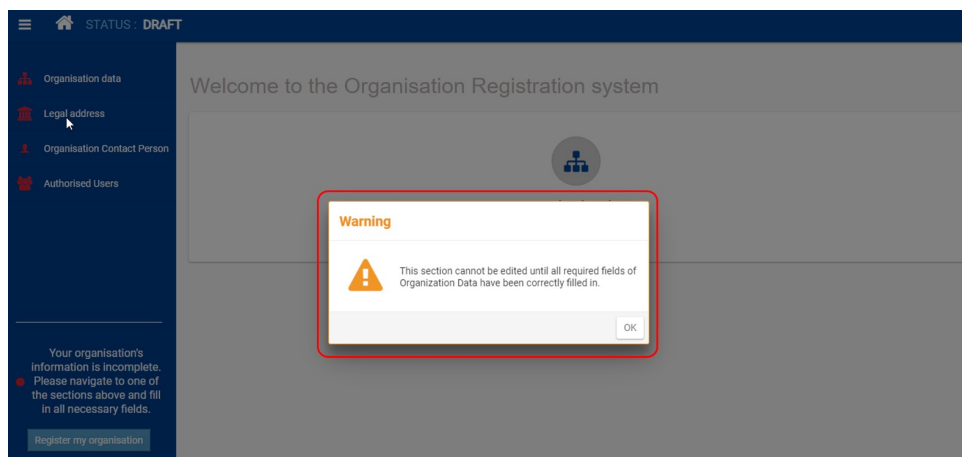 STATUS : DRAFT
Organisation data
Legal address
Organisation Contact Person
Authorised Users
Your organisation's
information is incomplete.
Please navigate to one of
the sections above and fill
in all necessary fields.
Register my organisation
Welcome to the Organisation Registration system
Warning
This section cannot be edited until all required fields of
Organization Data have been correctly filled in.
OK